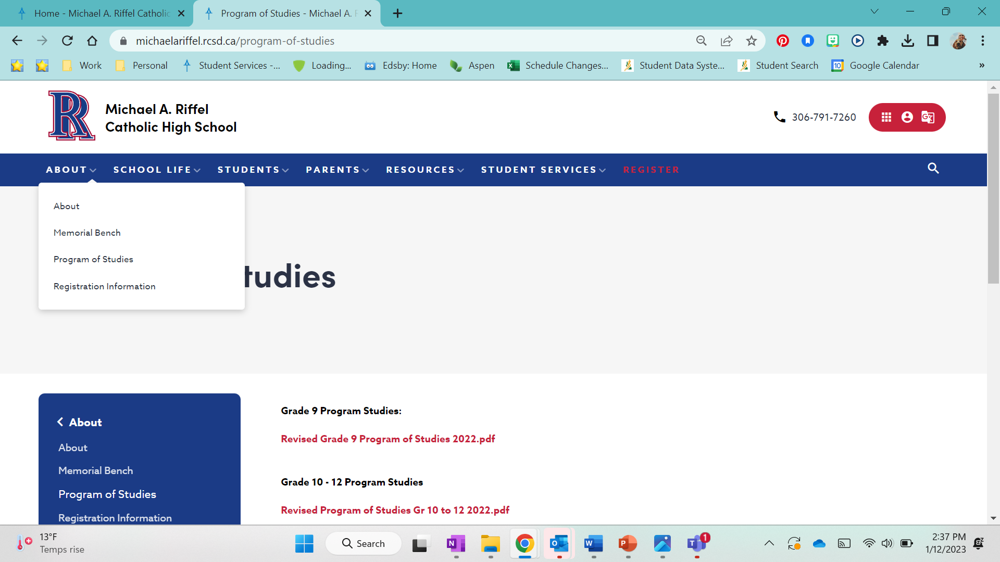 Home - Michael A. Riffel Catholic
Program of Studies - Michael A. R
michaelariffel.rcsd.ca/program-of-studies
Work
Personal
Student Services -...
Loading...
Edsby: Home
Aspen
Schedule Changes...
Student Data Syste...
Student Search
10
Google Calendar
»
Michael A. Riffel
Catholic High School
306-791-7260
ABOUT
SCHOOL LIFE
STUDENTS
PARENTS
RESOURCES
STUDENT SERVICES
REGISTER
About
Memorial Bench
Program of Studies
Registration Information
tudies
About
About
Memorial Bench
Program of Studies
Registration Information
Grade 9 Program Studies:
Revised Grade 9 Program of Studies 2022.pdf
Grade 10 - 12 Program Studies
Revised Program of Studies Gr 10 to 12 2022.pdf
13°F
Temps rise
Search
1
2:37 PM
1/12/2023